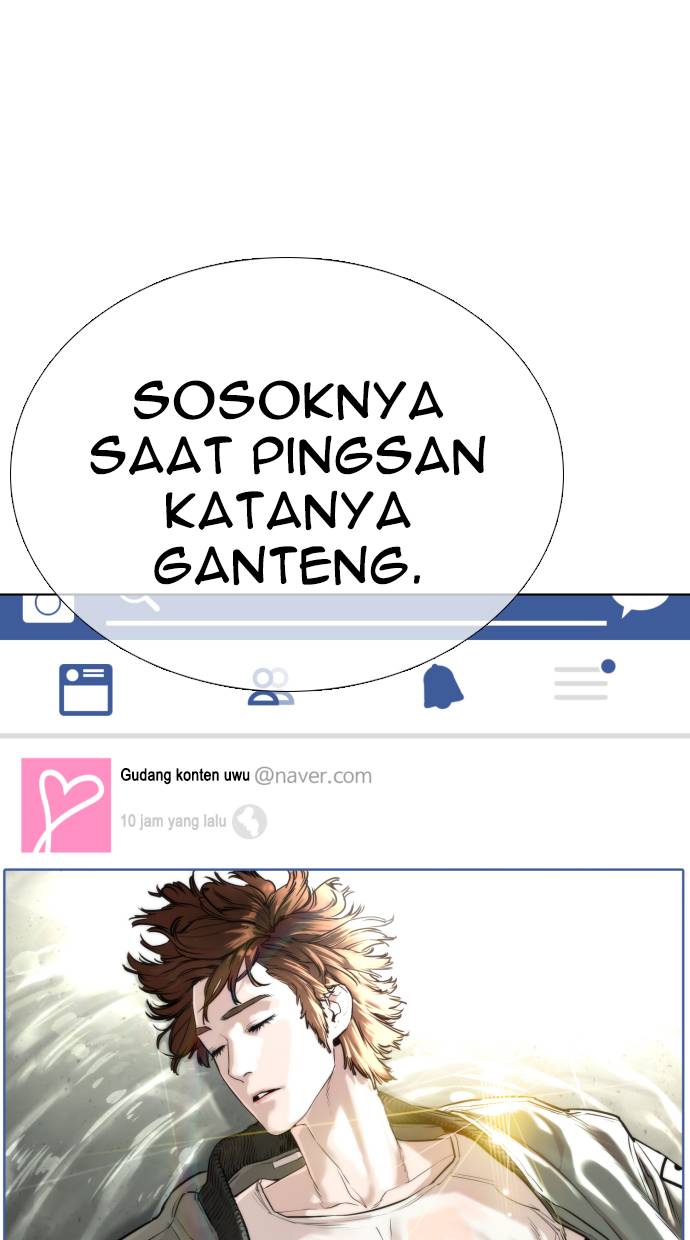 SOSOKNYA
SAAT PINGSAN
KATANYA
GANTENG.
Gudang konten uwu @naver.com
10 jam yang lalu